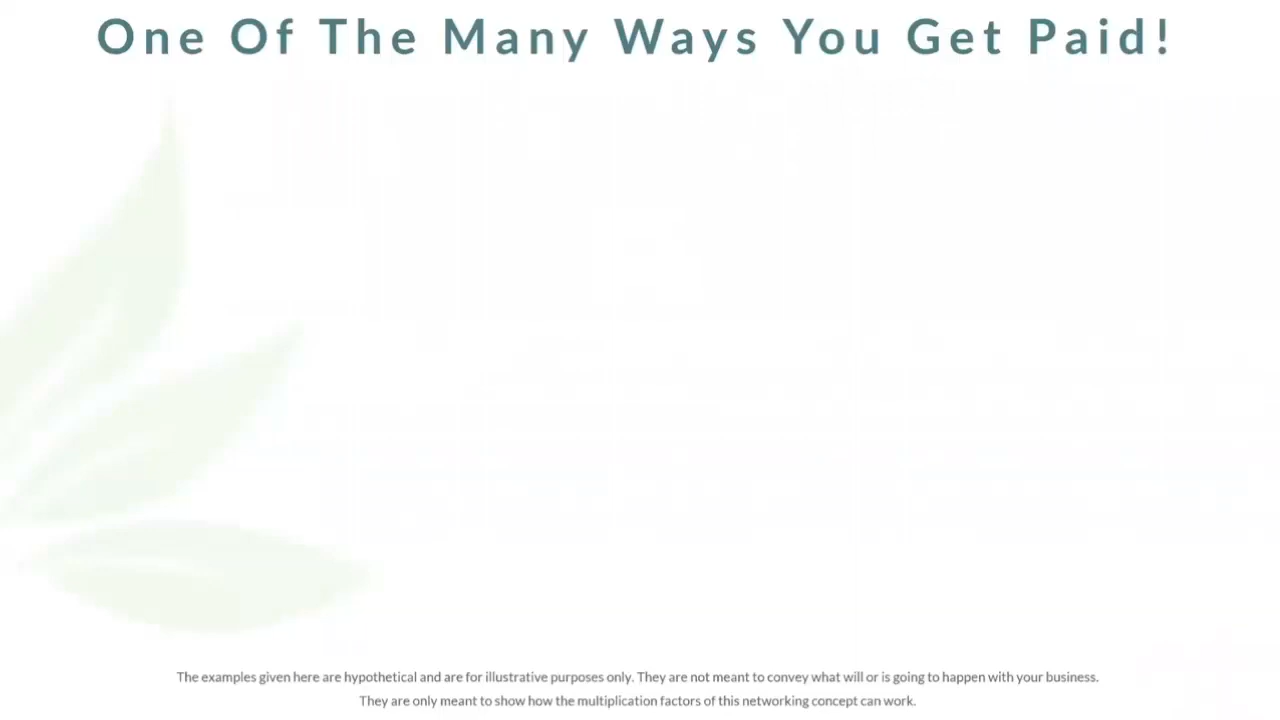 One Of The Many Ways You Get Paid!
The examples given here are hypothetical and are for illustrative purposes only. They are not meant to convey what will or is going to happen with your business.
They are only meant to show how the multiplication factors of this networking concept can work.